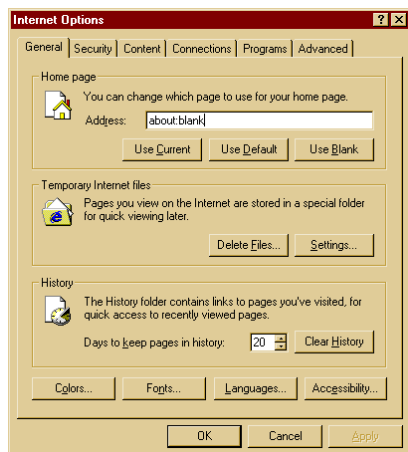 Internet Options
General Security Content Connections Programs Advanced
Home page
You can change which page to use for your home page.
Address: about:blank
Use Current Use Default Use Blank
Temporary Internet files
Pages you view on the Internet are stored in a special folder
for quick viewing later.
Delete Files... Settings...
History
The History folder contains links to pages you've visited, for
quick access to recently viewed pages.
Days to keep pages in history: 20 Clear History
Colors... Fonts... Languages... Accessibility...
OK Cancel Apply